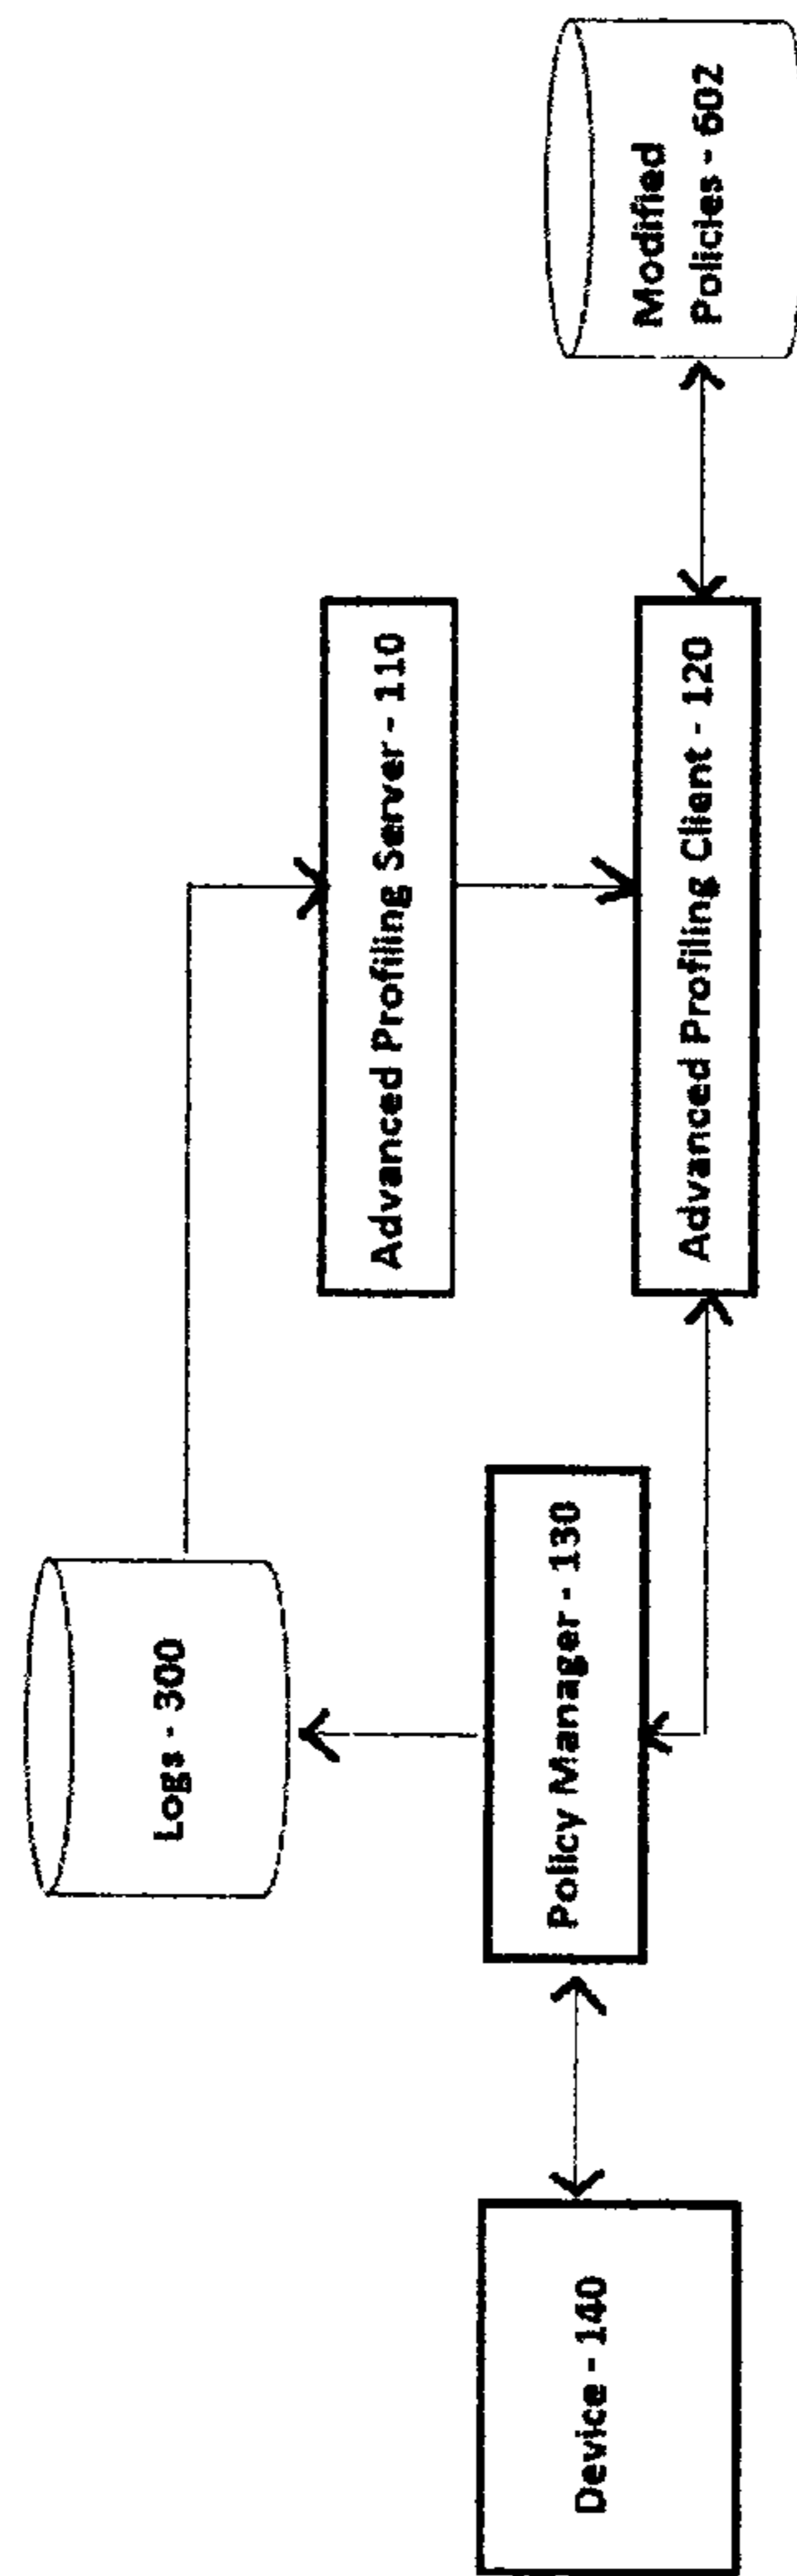 Logs - 300
Advanced Profiling Server - 110
Device - 140
Policy Manager - 130
Advanced Profiling Client - 120
Modified
Policies - 602